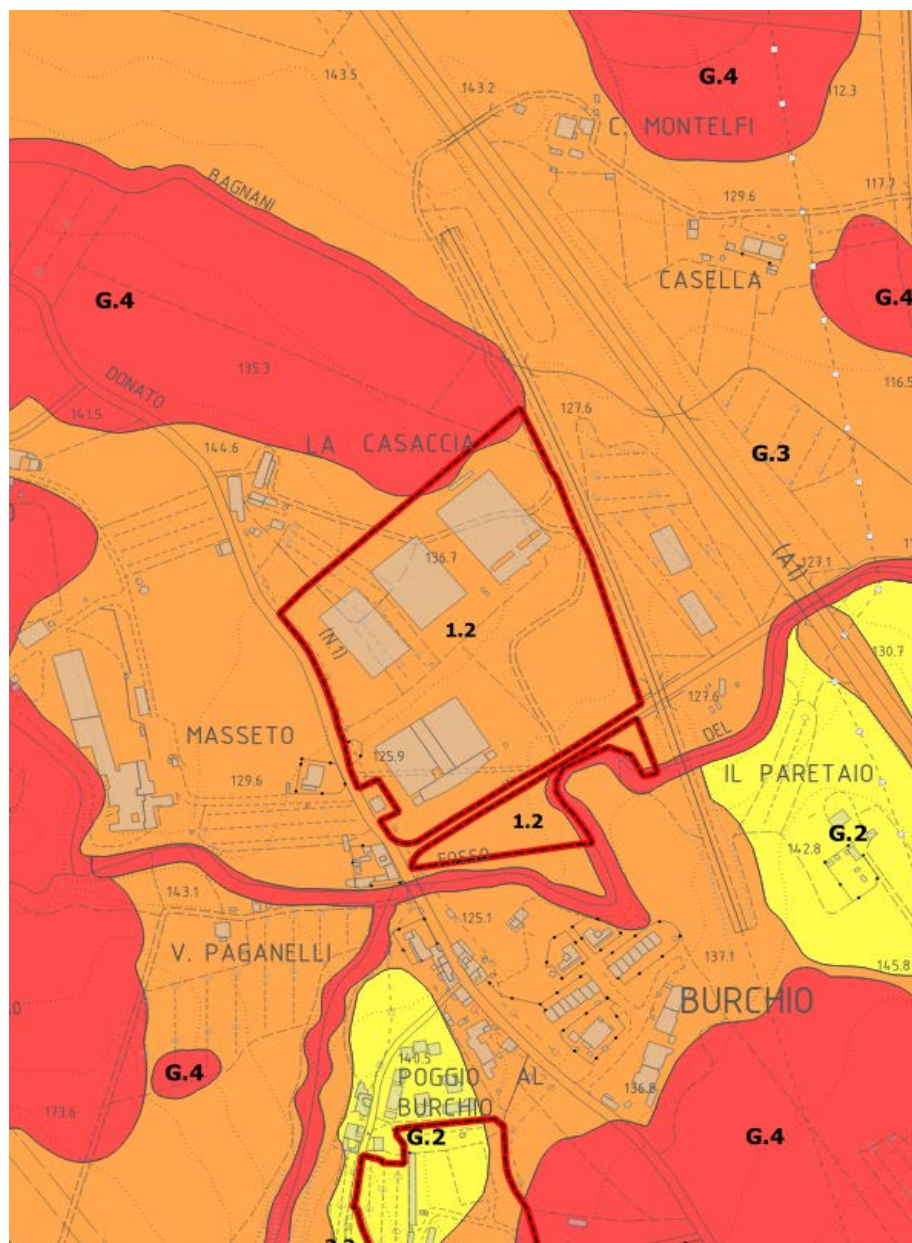 143.5
143.2
G.4
112.3
C. MONTELFI
BAGNANI
129.6
117.7
CASELLA
G.4
G.4
135.3
116.5
DONATO
141.5
127.6
144.6
LA CASACCIA
G.3
136.7
(A1)
127.1
1.2
(N1)
130.7
127.6
MASSETO
125.9
DEL
129.6
IL PARETAIO
1.2
G.2
142.8
FOSSO
143.1
125.1
V. PAGANELLI
137.1
145.8
BURCHIO
140.5
G.4
POGGIO AL
BURCHIO
136.8
173.6
G.2
G.4